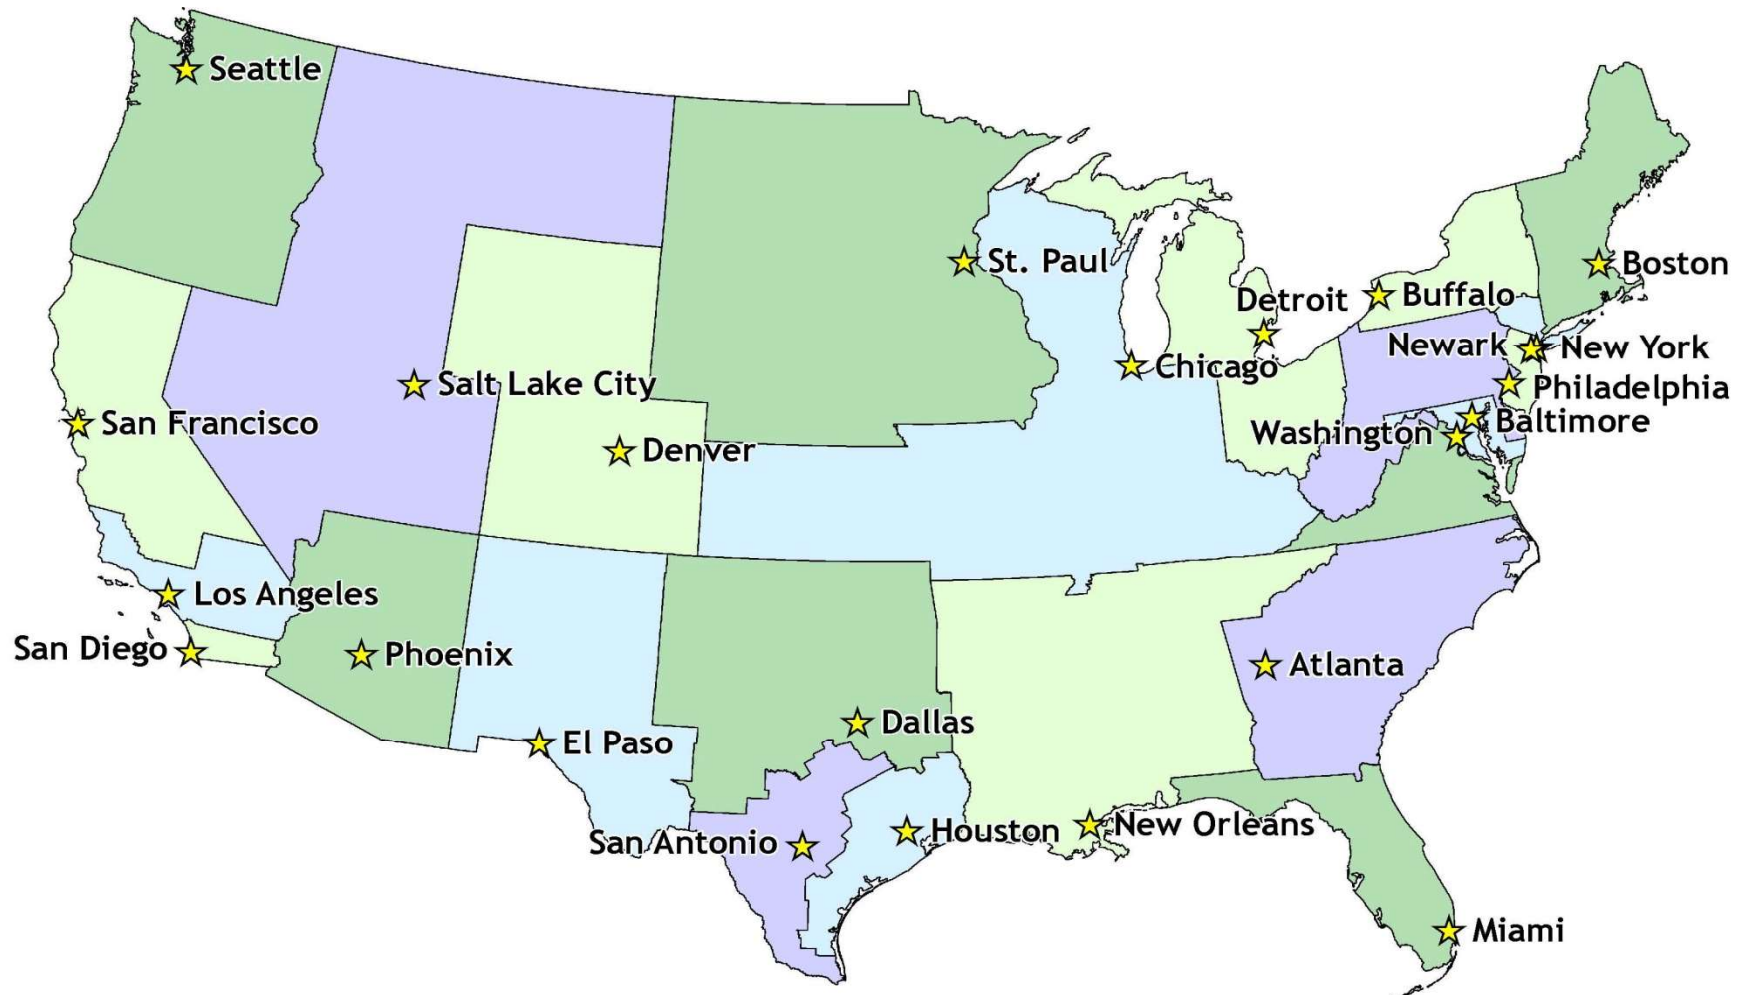 Seattle
St. Paul
Boston
Detroit
Buffalo
Newark
New York
Chicago
Salt Lake City
Philadelphia
San Francisco
Baltimore
Washington
Denver
Los Angeles
San Diego
Phoenix
Atlanta
Dallas
El Paso
New Orleans
Houston
San Antonio
Miami